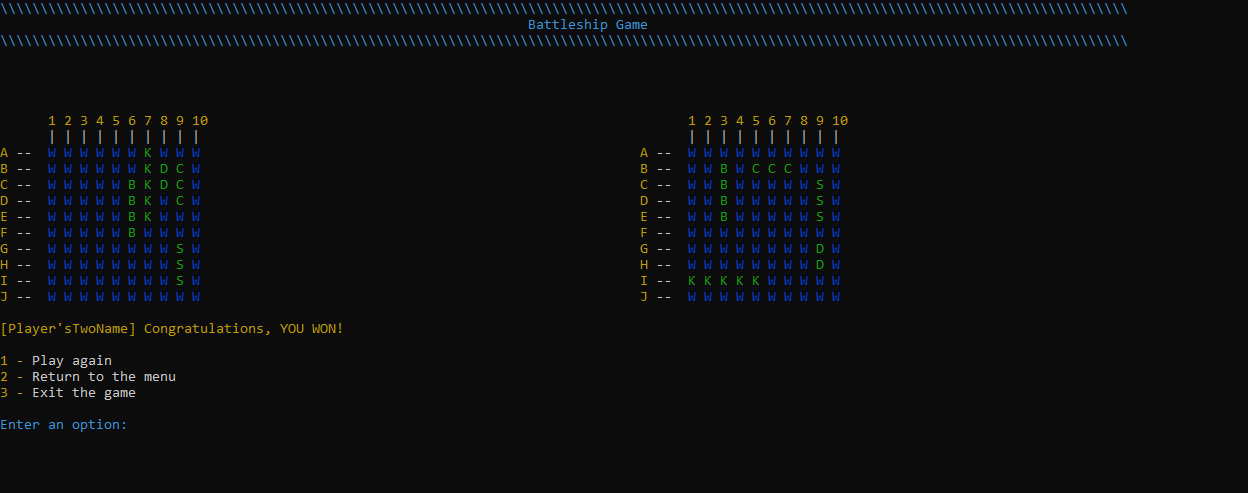 \\\\\\\\\\\\\\\\\\\\\\\\\\\\\\\\\\\\\\\\\\\\\\\\\\\\\\\\\\\\\\\\\\\\\\\\\\\\\\\\\\\\\\\\\\\\\\\\\\\\\\\\\\\\\\\\\\\\\\\\\\\\\\\\\\\\\\\\\\\\\
Battleship Game
\\\\\\\\\\\\\\\\\\\\\\\\\\\\\\\\\\\\\\\\\\\\\\\\\\\\\\\\\\\\\\\\\\\\\\\\\\\\\\\\\\\\\\\\\\\\\\\\\\\\\\\\\\\\\\\\\\\\\\\\\\\\\\\\\\\\\\\\\\\\\
1 2 3 4 5 6 7 8 9 10 1 2 3 4 5 6 7 8 9 10
| | | | | | | | | | | | | | | | | | | |
A -- W W W W W W K W W W A -- W W W W W W W W W W
B -- W W W W W W K D C W B -- W W B W C C C W W W
C -- W W W W W B K D C W C -- W W B W W W W W S W
D -- W W W W W B K W C W D -- W W B W W W W W S W
E -- W W W W W B K W W W E -- W W B W W W W W S W
F -- W W W W W B W W W W F -- W W W W W W W W W W
G -- W W W W W W W W S W G -- W W W W W W W W D W
H -- W W W W W W W W S W H -- W W W W W W W W D W
I -- W W W W W W W W S W I -- K K K K K W W W W W
J -- W W W W W W W W W W J -- W W W W W W W W W W
[Player'sTwoName] Congratulations, YOU WON!
1 - Play again
2 - Return to the menu
3 - Exit the game
Enter an option: